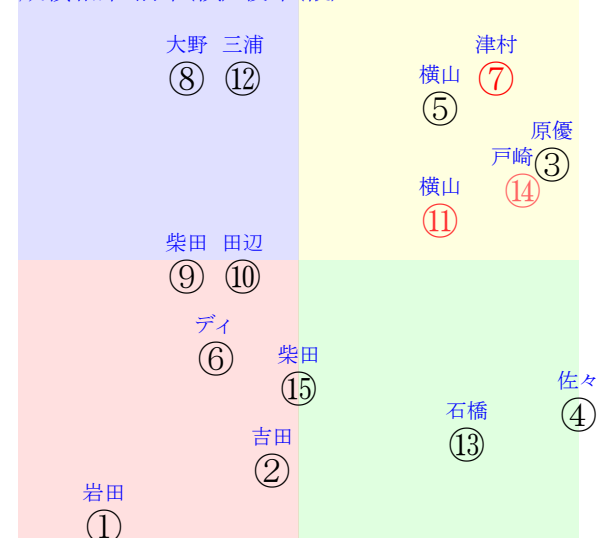 大野 三浦 津村
⑧ ⑫ 横山 ⑦
⑤
原優
戸崎 ③
横山 ⑭
⑪
柴田 田辺
⑨ ⑩
ディ
⑥ 柴田
⑮ 佐々
石橋 ④
吉田 ⑬
②
岩田
①